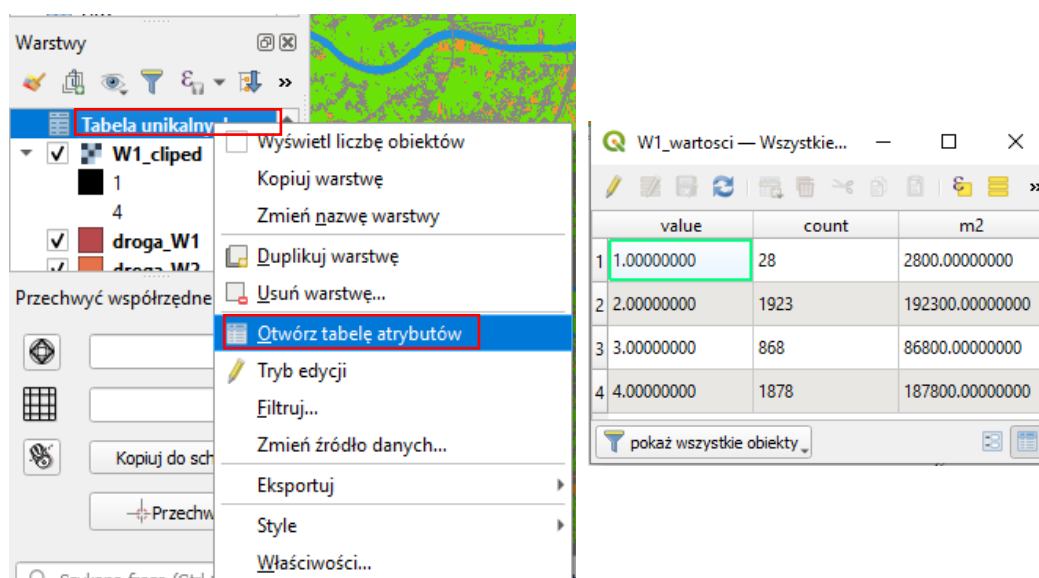 Warstwy
ε
»
Tabela unikalny
W1_cliped
1
4
droga_W1
droga_W2
Przechwyć współrzędne
Kopiuj do sch
Przechw
Wyświetl liczbę obiektów
Kopiuj warstwę
Zmień nazwę warstwy
Duplikuj warstwę
Usuń warstwę...
Otwórz tabelę atrybutów
Tryb edycji
Filtruj...
Zmień źródło danych...
Eksportuj
Style
Właściwości...
W1_wartosci — Wszystkie...
ε
»
value count m2
1 1.00000000 28 2800.00000000
2 2.00000000 1923 192300.00000000
3 3.00000000 868 86800.00000000
4 4.00000000 1878 187800.00000000
pokaż wszystkie obiekty